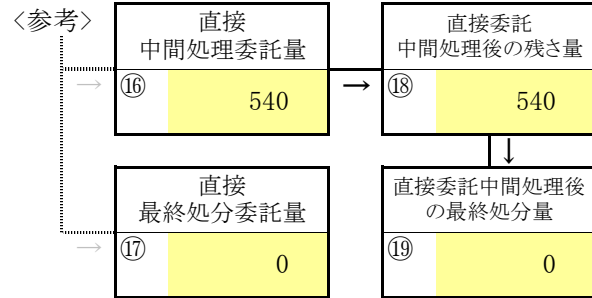 〈参考〉
直接
中間処理委託量
直接委託
中間処理後の残さ量
→
⑯
540
→
⑱
540
↓
直接
最終処分委託量
直接委託中間処理後
の最終処分量
→
⑰
0
⑲
0